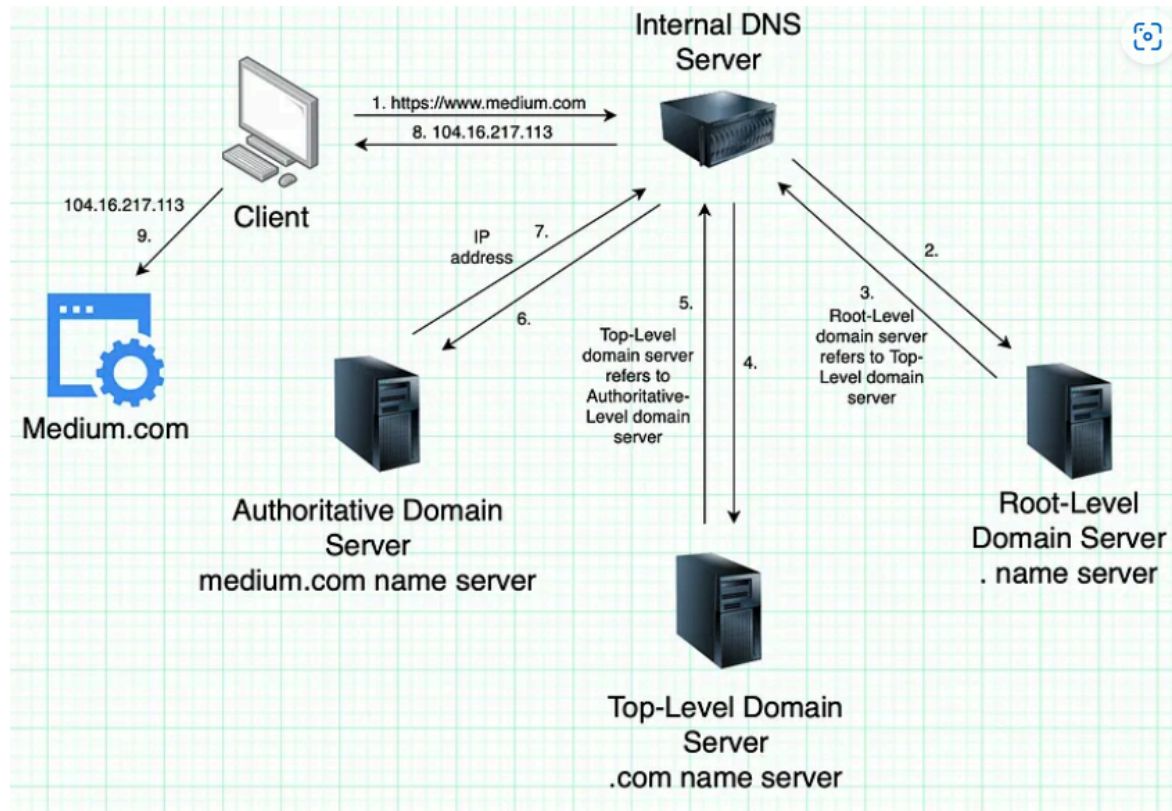 Internal DNS
Server
1. https://www.medium.com
8. 104.16.217.113
Client
104.16.217.113
9.
Medium.com
IP
address
7.
6.
2.
3.
Root-Level
domain server
refers to Top-
Level domain
server
5.
Top-Level
domain server
refers to
Authoritative-
Level domain
server
4.
Authoritative Domain
Server
medium.com name server
Root-Level
Domain Server
. name server
Top-Level Domain
Server
.com name server